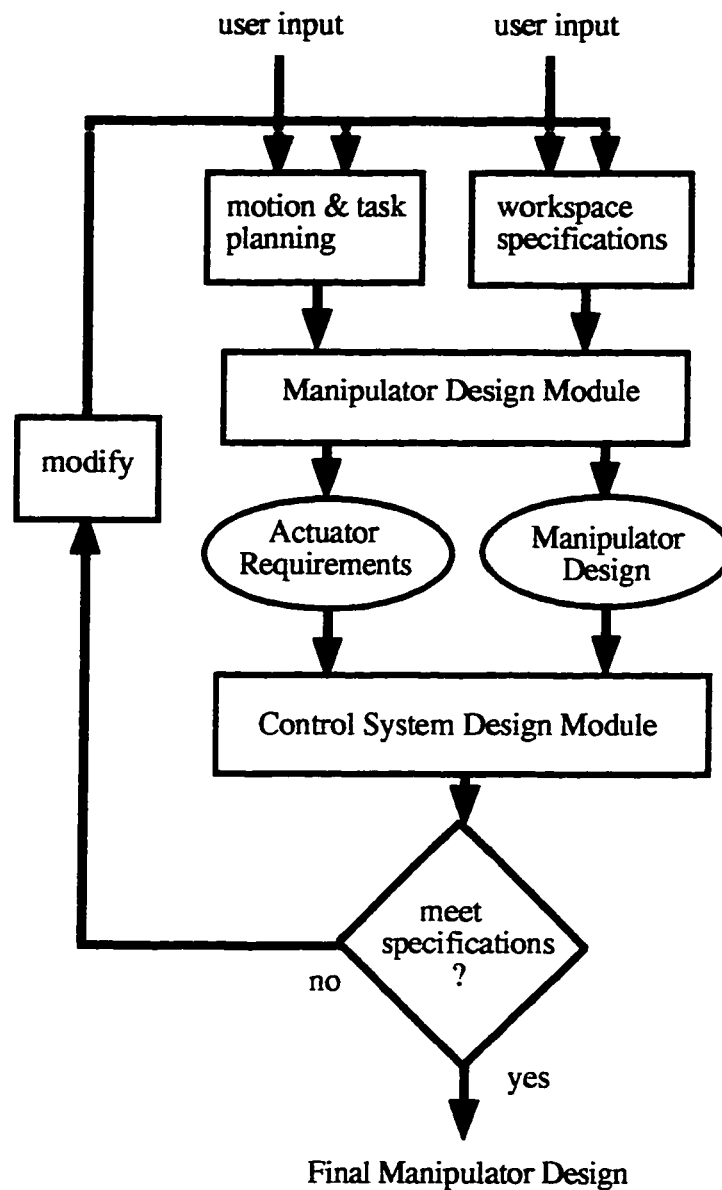 user input
user input
motion & task
planning
workspace
specifications
Manipulator Design Module
modify
Actuator
Requirements
Manipulator
Design
Control System Design Module
meet
specifications
?
no
yes
Final Manipulator Design